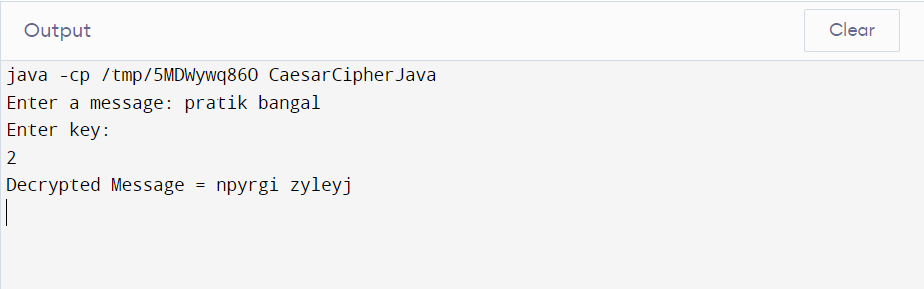 Output
Clear
java -cp /tmp/5MDWywq86O CaesarCipherJava
Enter a message: pratik bangal
Enter key:
2
Decrypted Message = npyrgi zyleyj